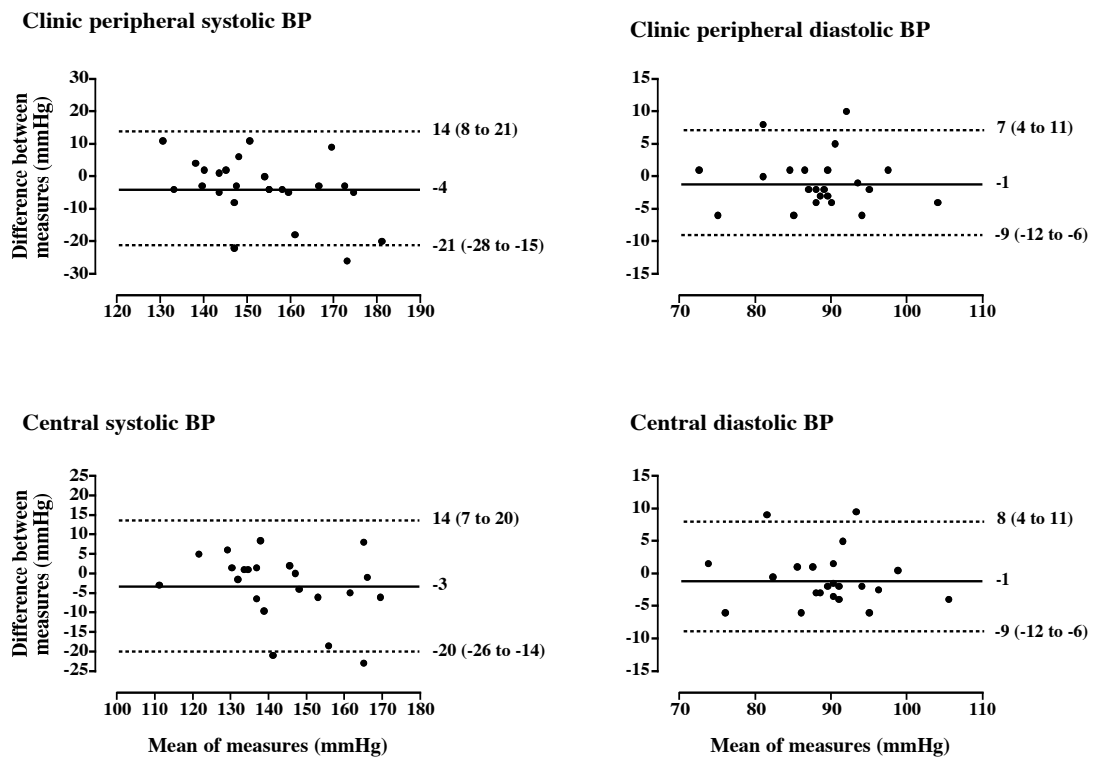 Clinic peripheral systolic BP
Difference between
measures (mmHg)
30
20
10
0
-10
-20
-30
14 (8 to 21)
-4
-21 (-28 to -15)
120 130 140 150 160 170 180 190
Clinic peripheral diastolic BP
15
10
5
0
-5
-10
-15
7 (4 to 11)
-1
-9 (-12 to -6)
70 80 90 100 110
Central systolic BP
Difference between
measures (mmHg)
25
20
15
10
5
0
-5
-10
-15
-20
-25
14 (7 to 20)
-3
-20 (-26 to -14)
100 110 120 130 140 150 160 170 180
Mean of measures (mmHg)
Central diastolic BP
15
10
5
0
-5
-10
-15
8 (4 to 11)
-1
-9 (-12 to -6)
70 80 90 100 110
Mean of measures (mmHg)